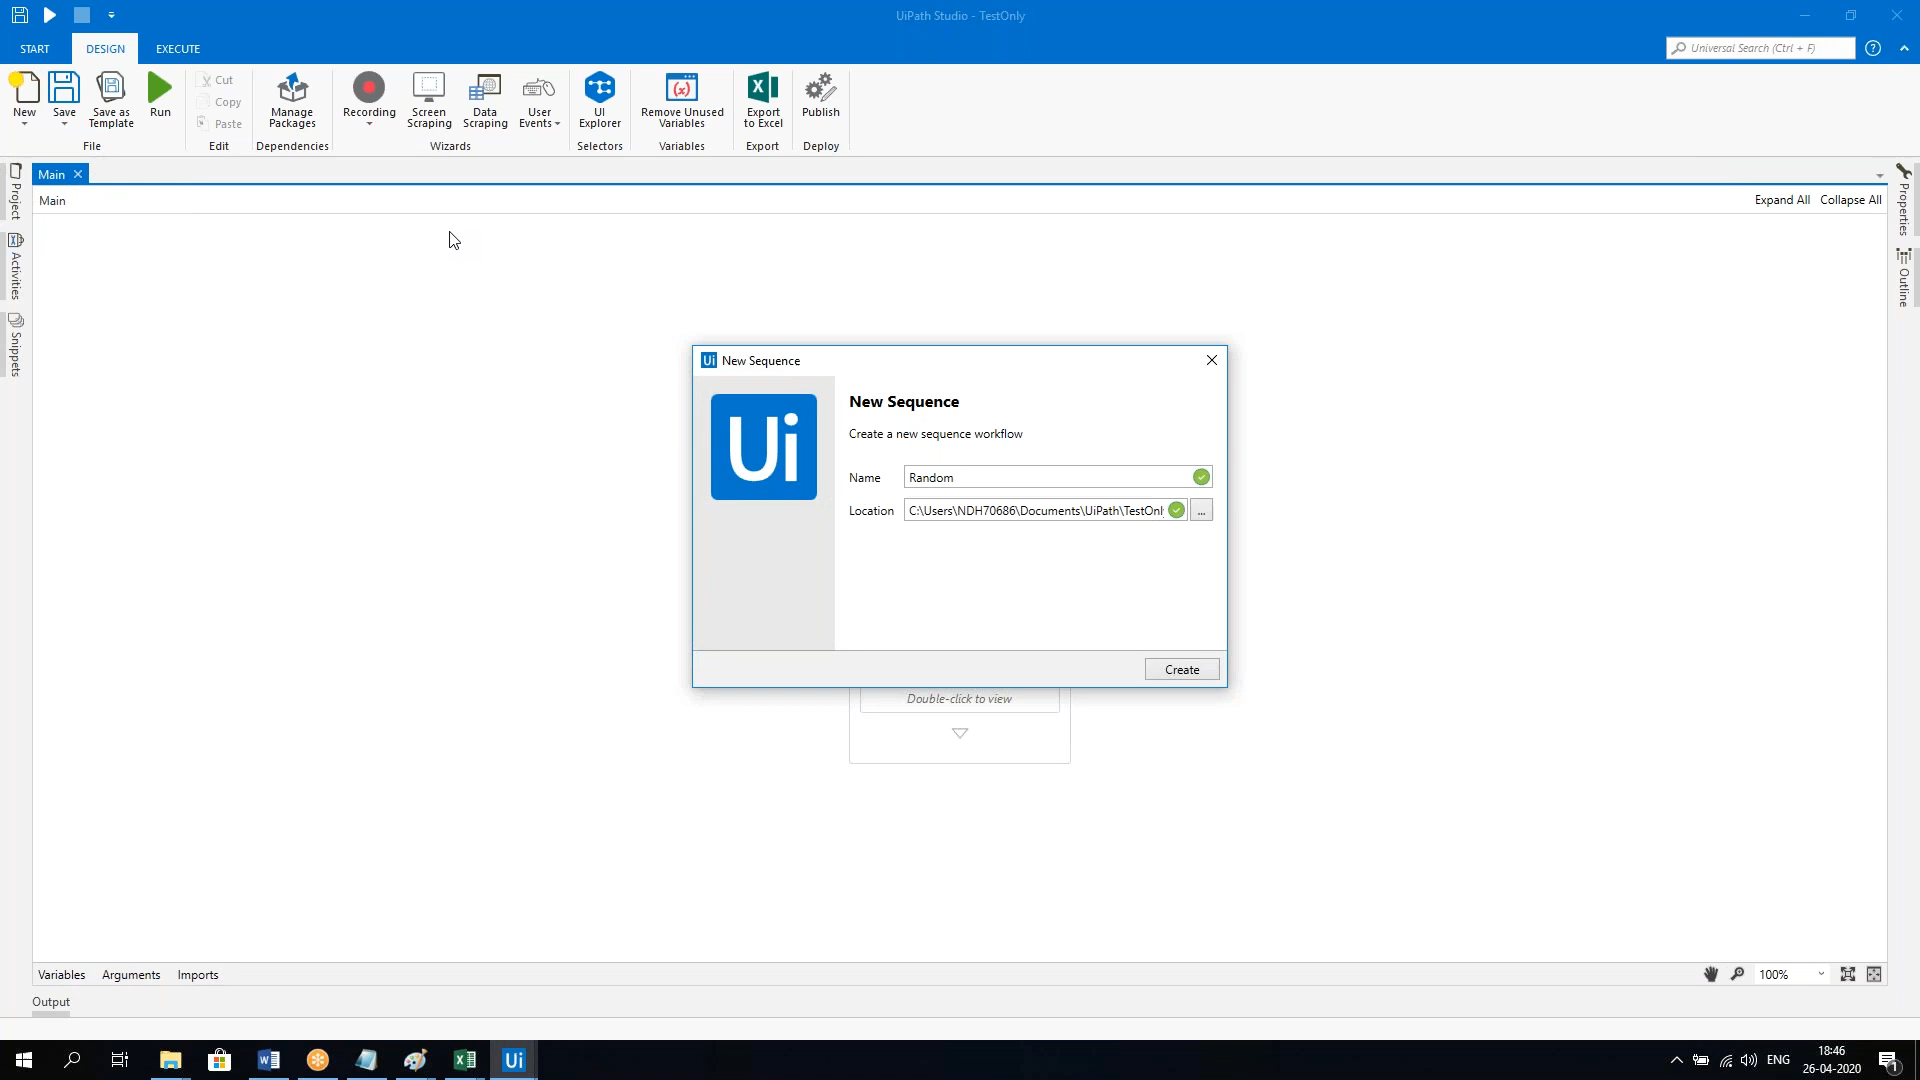 UiPath Studio - TestOnly
START DESIGN EXECUTE
Universal Search (Ctrl + F)
New Save Save as Template Run
Cut
Copy
Paste
Manage Packages
Recording Screen Scraping Data Scraping User Events
UI Explorer
Remove Unused Variables
Export to Excel
Publish
File Edit Dependencies Wizards Selectors Variables Export Deploy
Main
Main
Expand All Collapse All
Project
Activities
Snippets
Properties
Outline
Ui New Sequence
Ui
New Sequence
Create a new sequence workflow
Name Random
Location C:\Users\NDH70686\Documents\UiPath\TestOnl
...
Create
Double-click to view
Variables Arguments Imports
100%
Output
Ui
ENG
18:46
26-04-2020
1